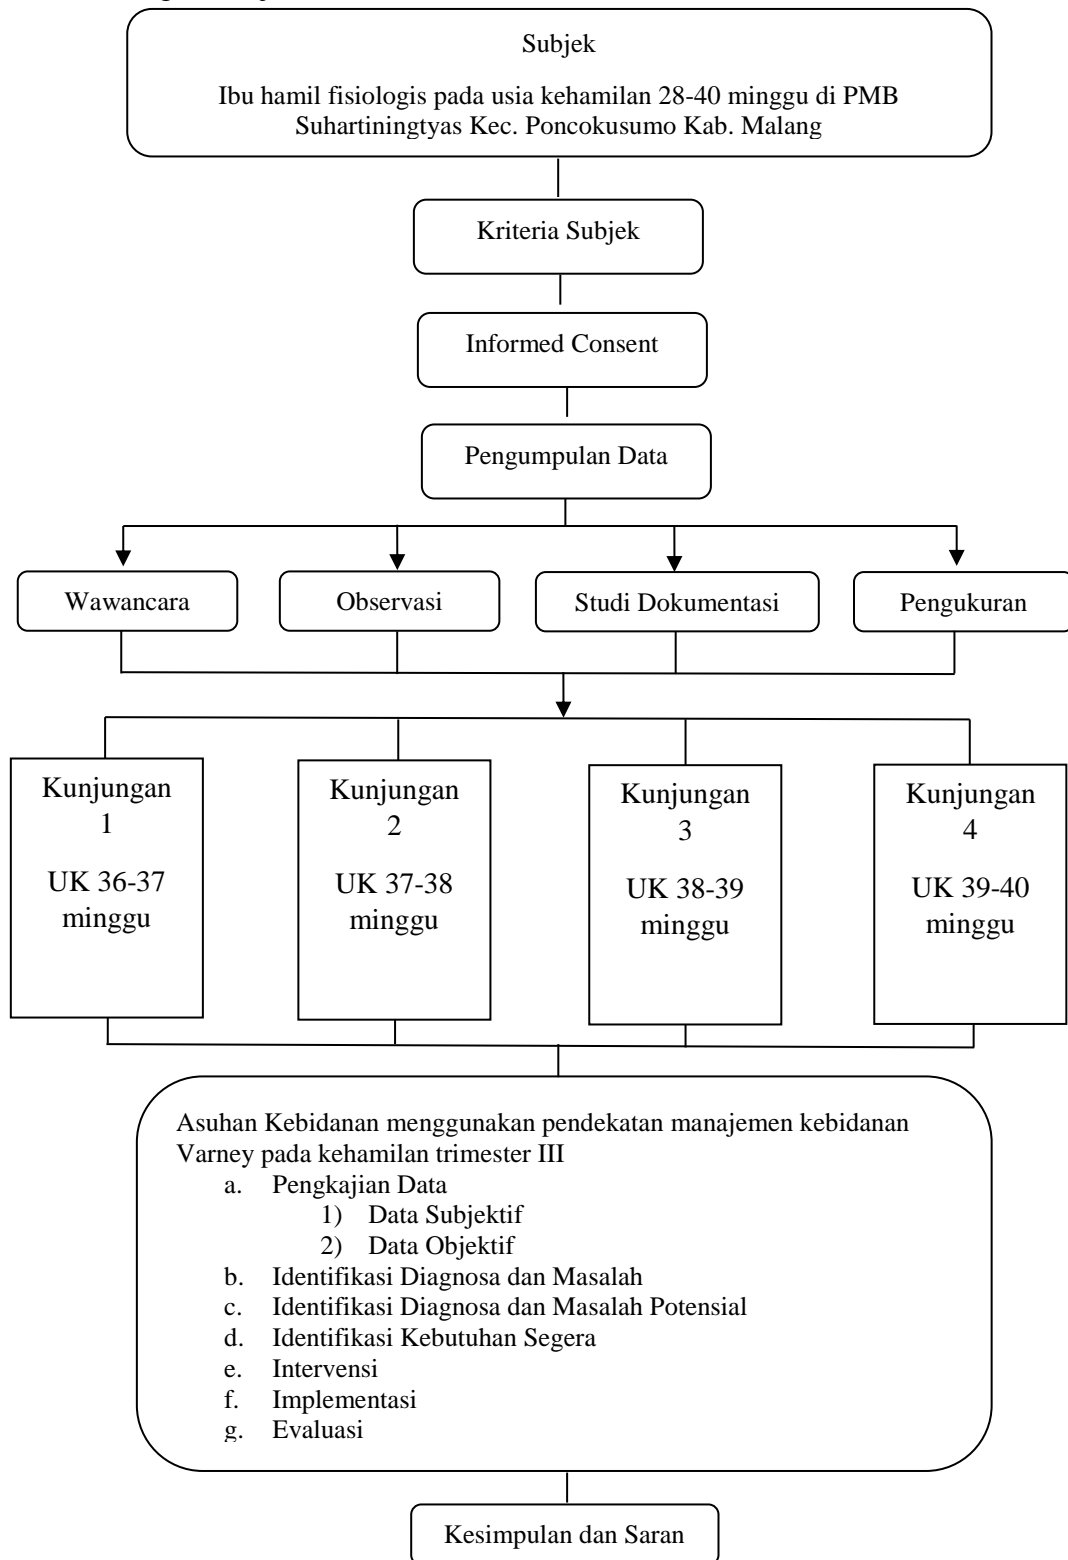 Subjek
Ibu hamil fisiologis pada usia kehamilan 28-40 minggu di PMB
Suhartiningtyas Kec. Poncokusumo Kab. Malang
Kriteria Subjek
Informed Consent
Pengumpulan Data
Wawancara
Observasi
Studi Dokumentasi
Pengukuran
Kunjungan
1
UK 36-37
minggu
Kunjungan
2
UK 37-38
minggu
Kunjungan
3
UK 38-39
minggu
Kunjungan
4
UK 39-40
minggu
Asuhan Kebidanan menggunakan pendekatan manajemen kebidanan
Varney pada kehamilan trimester III
a. Pengkajian Data
1) Data Subjektif
2) Data Objektif
b. Identifikasi Diagnosa dan Masalah
c. Identifikasi Diagnosa dan Masalah Potensial
d. Identifikasi Kebutuhan Segera
e. Intervensi
f. Implementasi
g. Evaluasi
Kesimpulan dan Saran